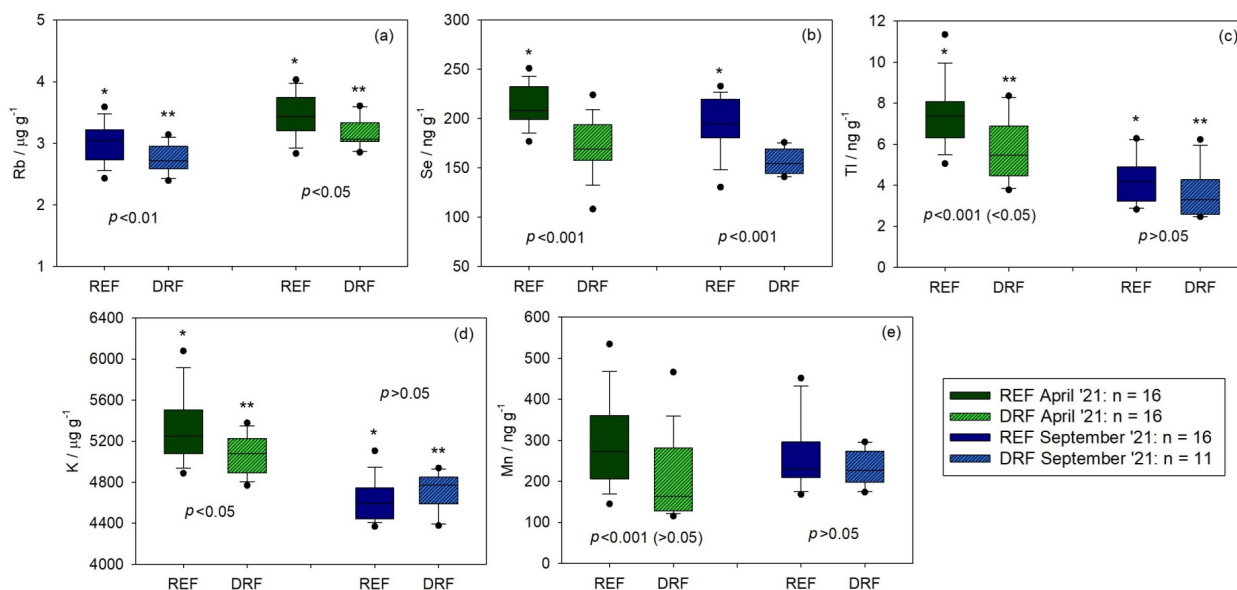 (a)
5
4
3
2
1
Rb / µg g⁻¹
* ** * **
p<0.01
p<0.05
REF DRF REF DRF
(b)
300
250
200
150
100
50
Se / ng g⁻¹
* *
p<0.001 p<0.001
REF DRF REF DRF
(c)
12
10
8
6
4
2
0
Tl / ng g⁻¹
* ** * **
p<0.001 (<0.05)
p>0.05
REF DRF REF DRF
(d)
6400
6000
5600
5200
4800
4400
4000
K / µg g⁻¹
* ** * **
p>0.05
p<0.05
REF DRF REF DRF
(e)
600
500
400
300
200
100
0
Mn / ng g⁻¹
p<0.001 (>0.05) p>0.05
REF DRF REF DRF
REF April '21: n = 16
DRF April '21: n = 16
REF September '21: n = 16
DRF September '21: n = 11